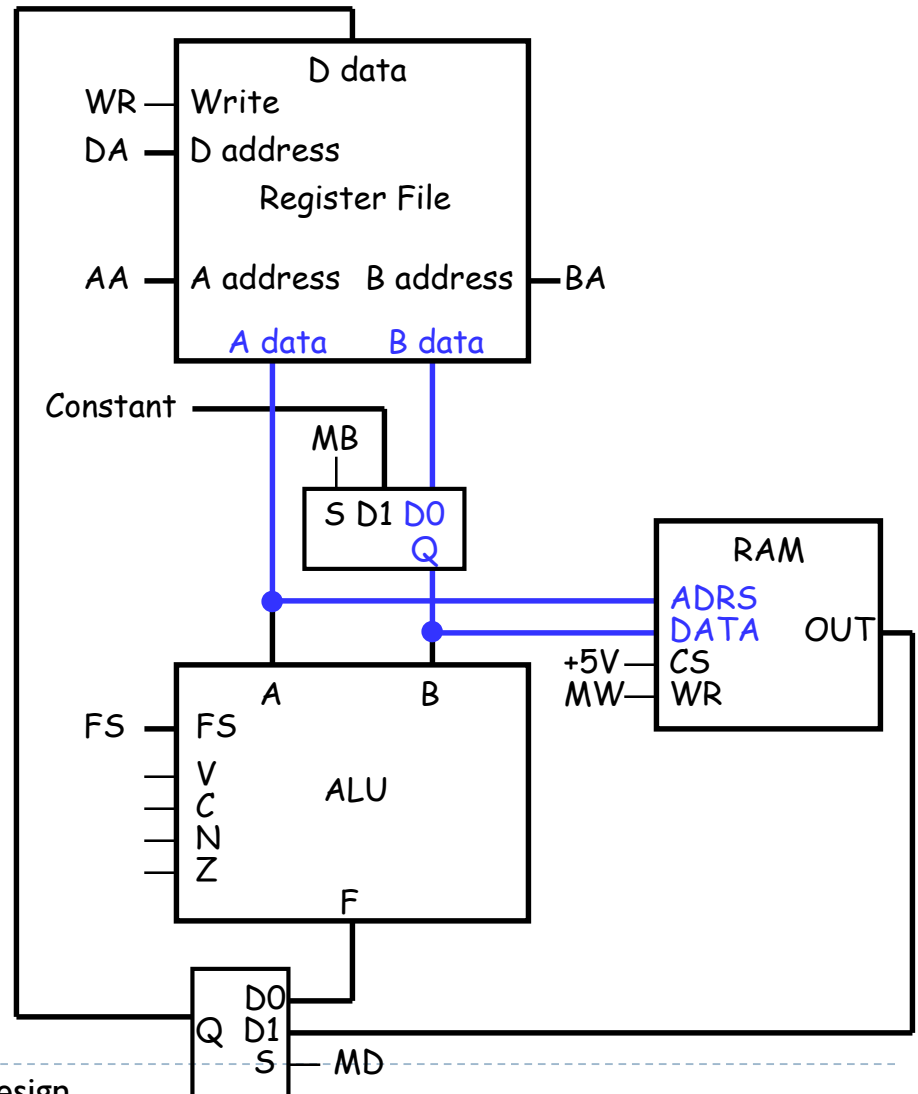 D data
WR Write
DA D address
Register File
AA A address B address BA
A data B data
Constant
MB
S D1 D0
Q
RAM
ADRS
DATA OUT
+5V CS
MW WR
A B
FS FS
V
ALU
C
N
Z
F
D0
Q D1
S MD